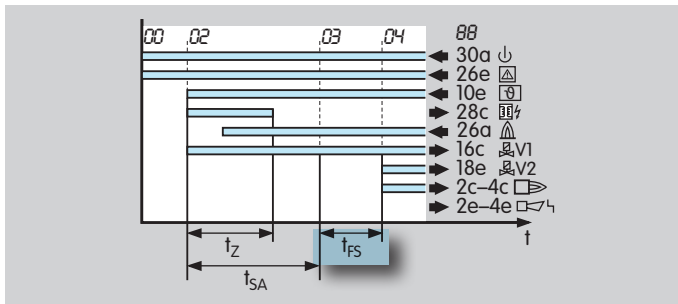 00 02 03 04 88
30a
26e
10e ϑ
28c
26a
16c V1
18e V2
2c–4c
2e–4e
t
tZ tFS
tSA